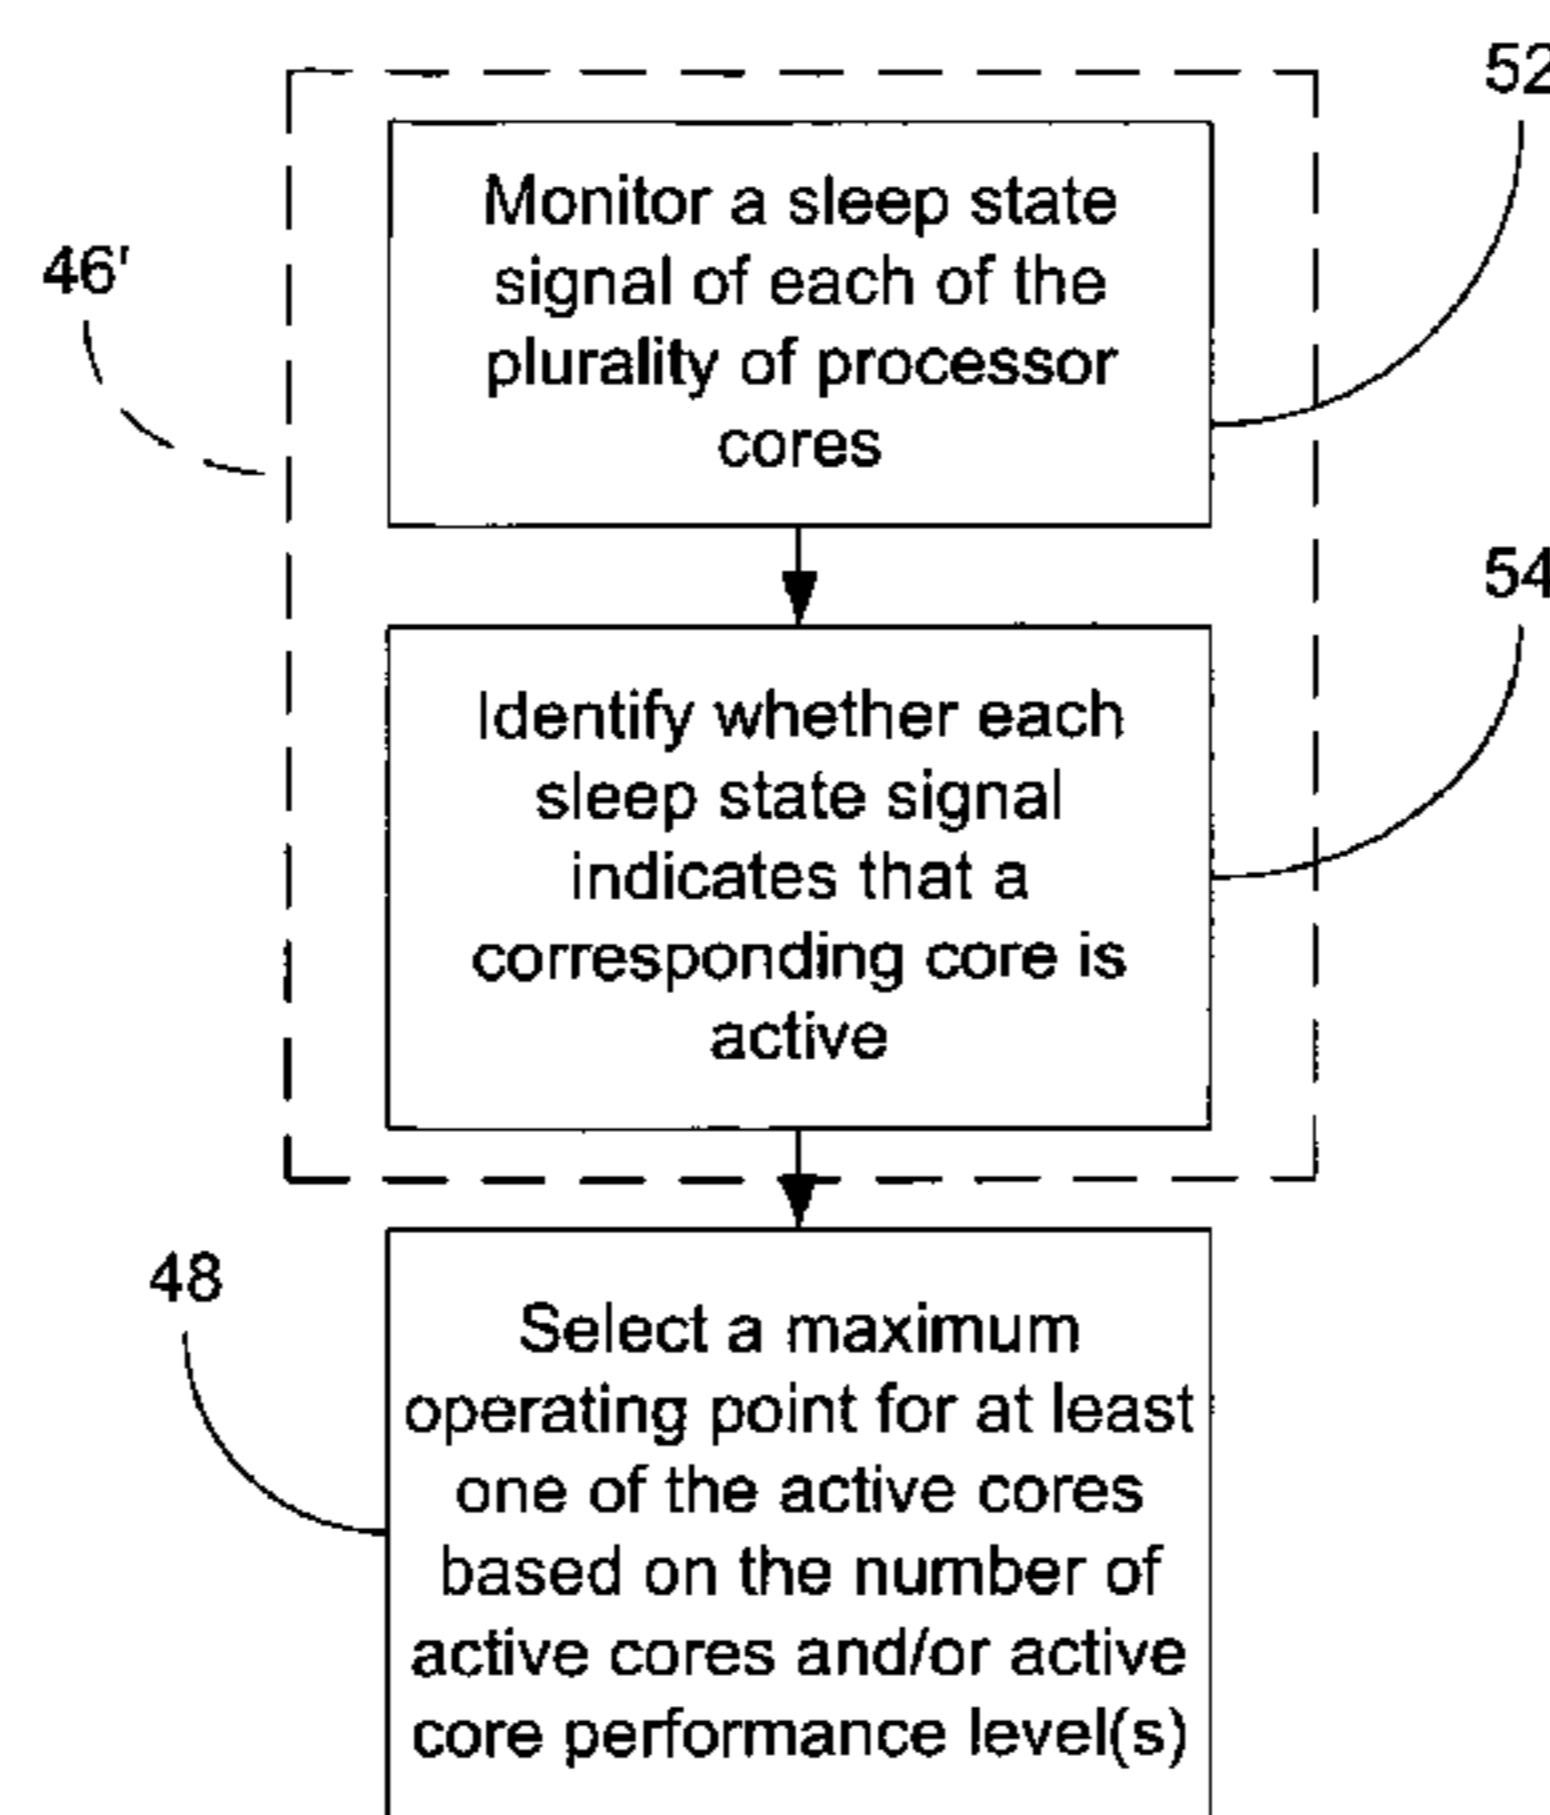 52
Monitor a sleep state
signal of each of the
plurality of processor
cores
46'
54
Identify whether each
sleep state signal
indicates that a
corresponding core is
active
48
Select a maximum
operating point for at least
one of the active cores
based on the number of
active cores and/or active
core performance level(s)